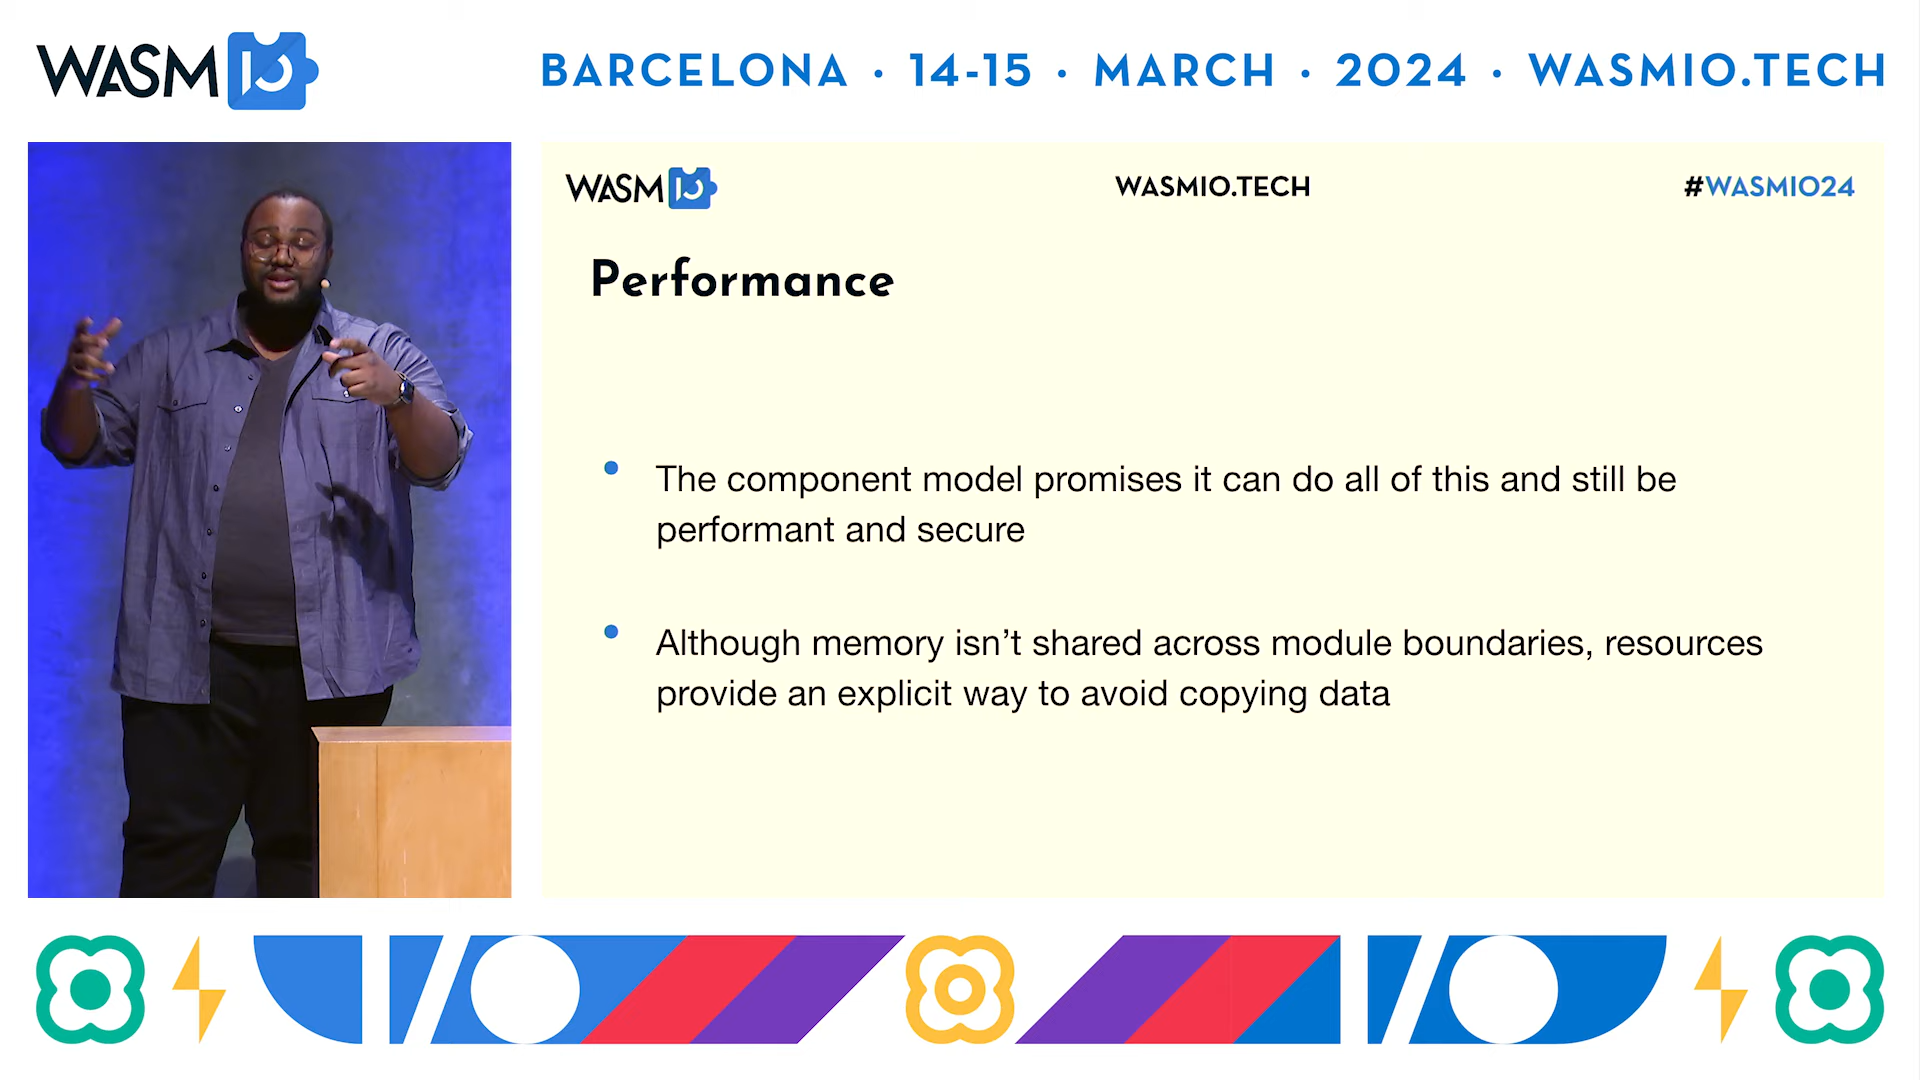 WASM IO
BARCELONA · 14-15 · MARCH · 2024 · WASMIO.TECH
WASM IO
WASMIO.TECH
#WASMIO24
Performance
• The component model promises it can do all of this and still be
performant and secure
• Although memory isn’t shared across module boundaries, resources
provide an explicit way to avoid copying data